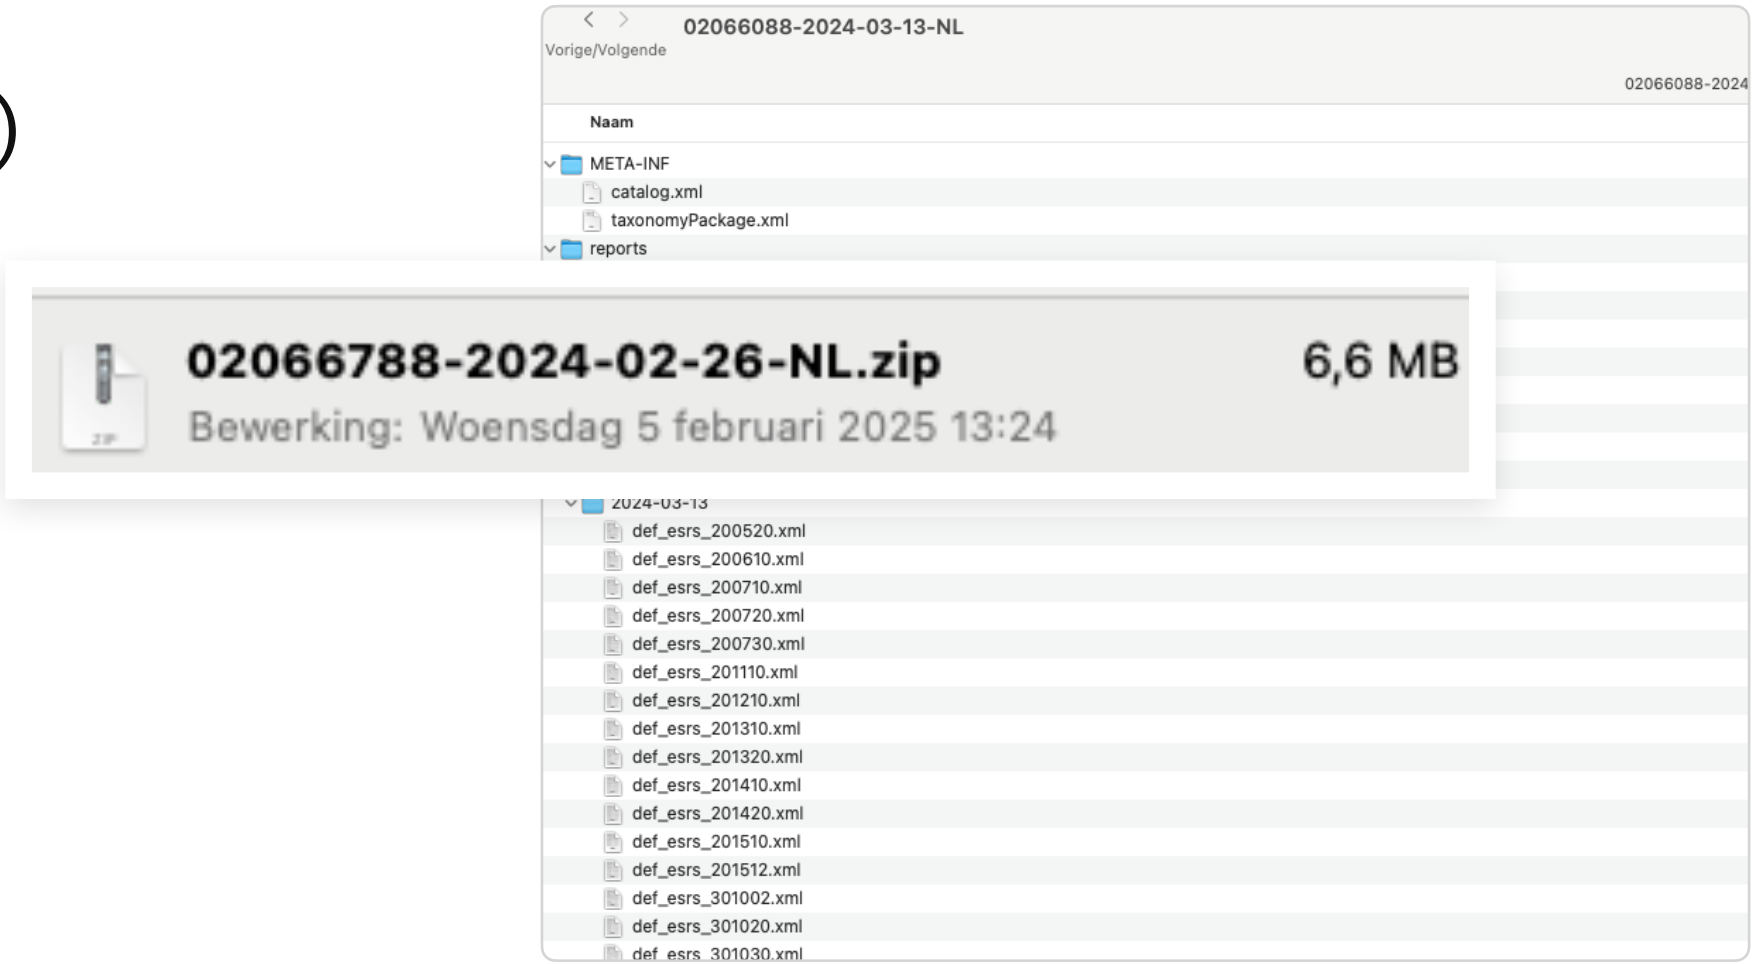 )
02066088-2024-03-13-NL
Vorige/Volgende
02066088-2024
Naam
META-INF
catalog.xml
taxonomyPackage.xml
reports
02066788-2024-02-26-NL.zip 6,6 MB
Bewerking: Woensdag 5 februari 2025 13:24
ZIP
2024-03-13
def_esrs_200520.xml
def_esrs_200610.xml
def_esrs_200710.xml
def_esrs_200720.xml
def_esrs_200730.xml
def_esrs_201110.xml
def_esrs_201210.xml
def_esrs_201310.xml
def_esrs_201320.xml
def_esrs_201410.xml
def_esrs_201420.xml
def_esrs_201510.xml
def_esrs_201512.xml
def_esrs_301002.xml
def_esrs_301020.xml
def_esrs_301030.xml